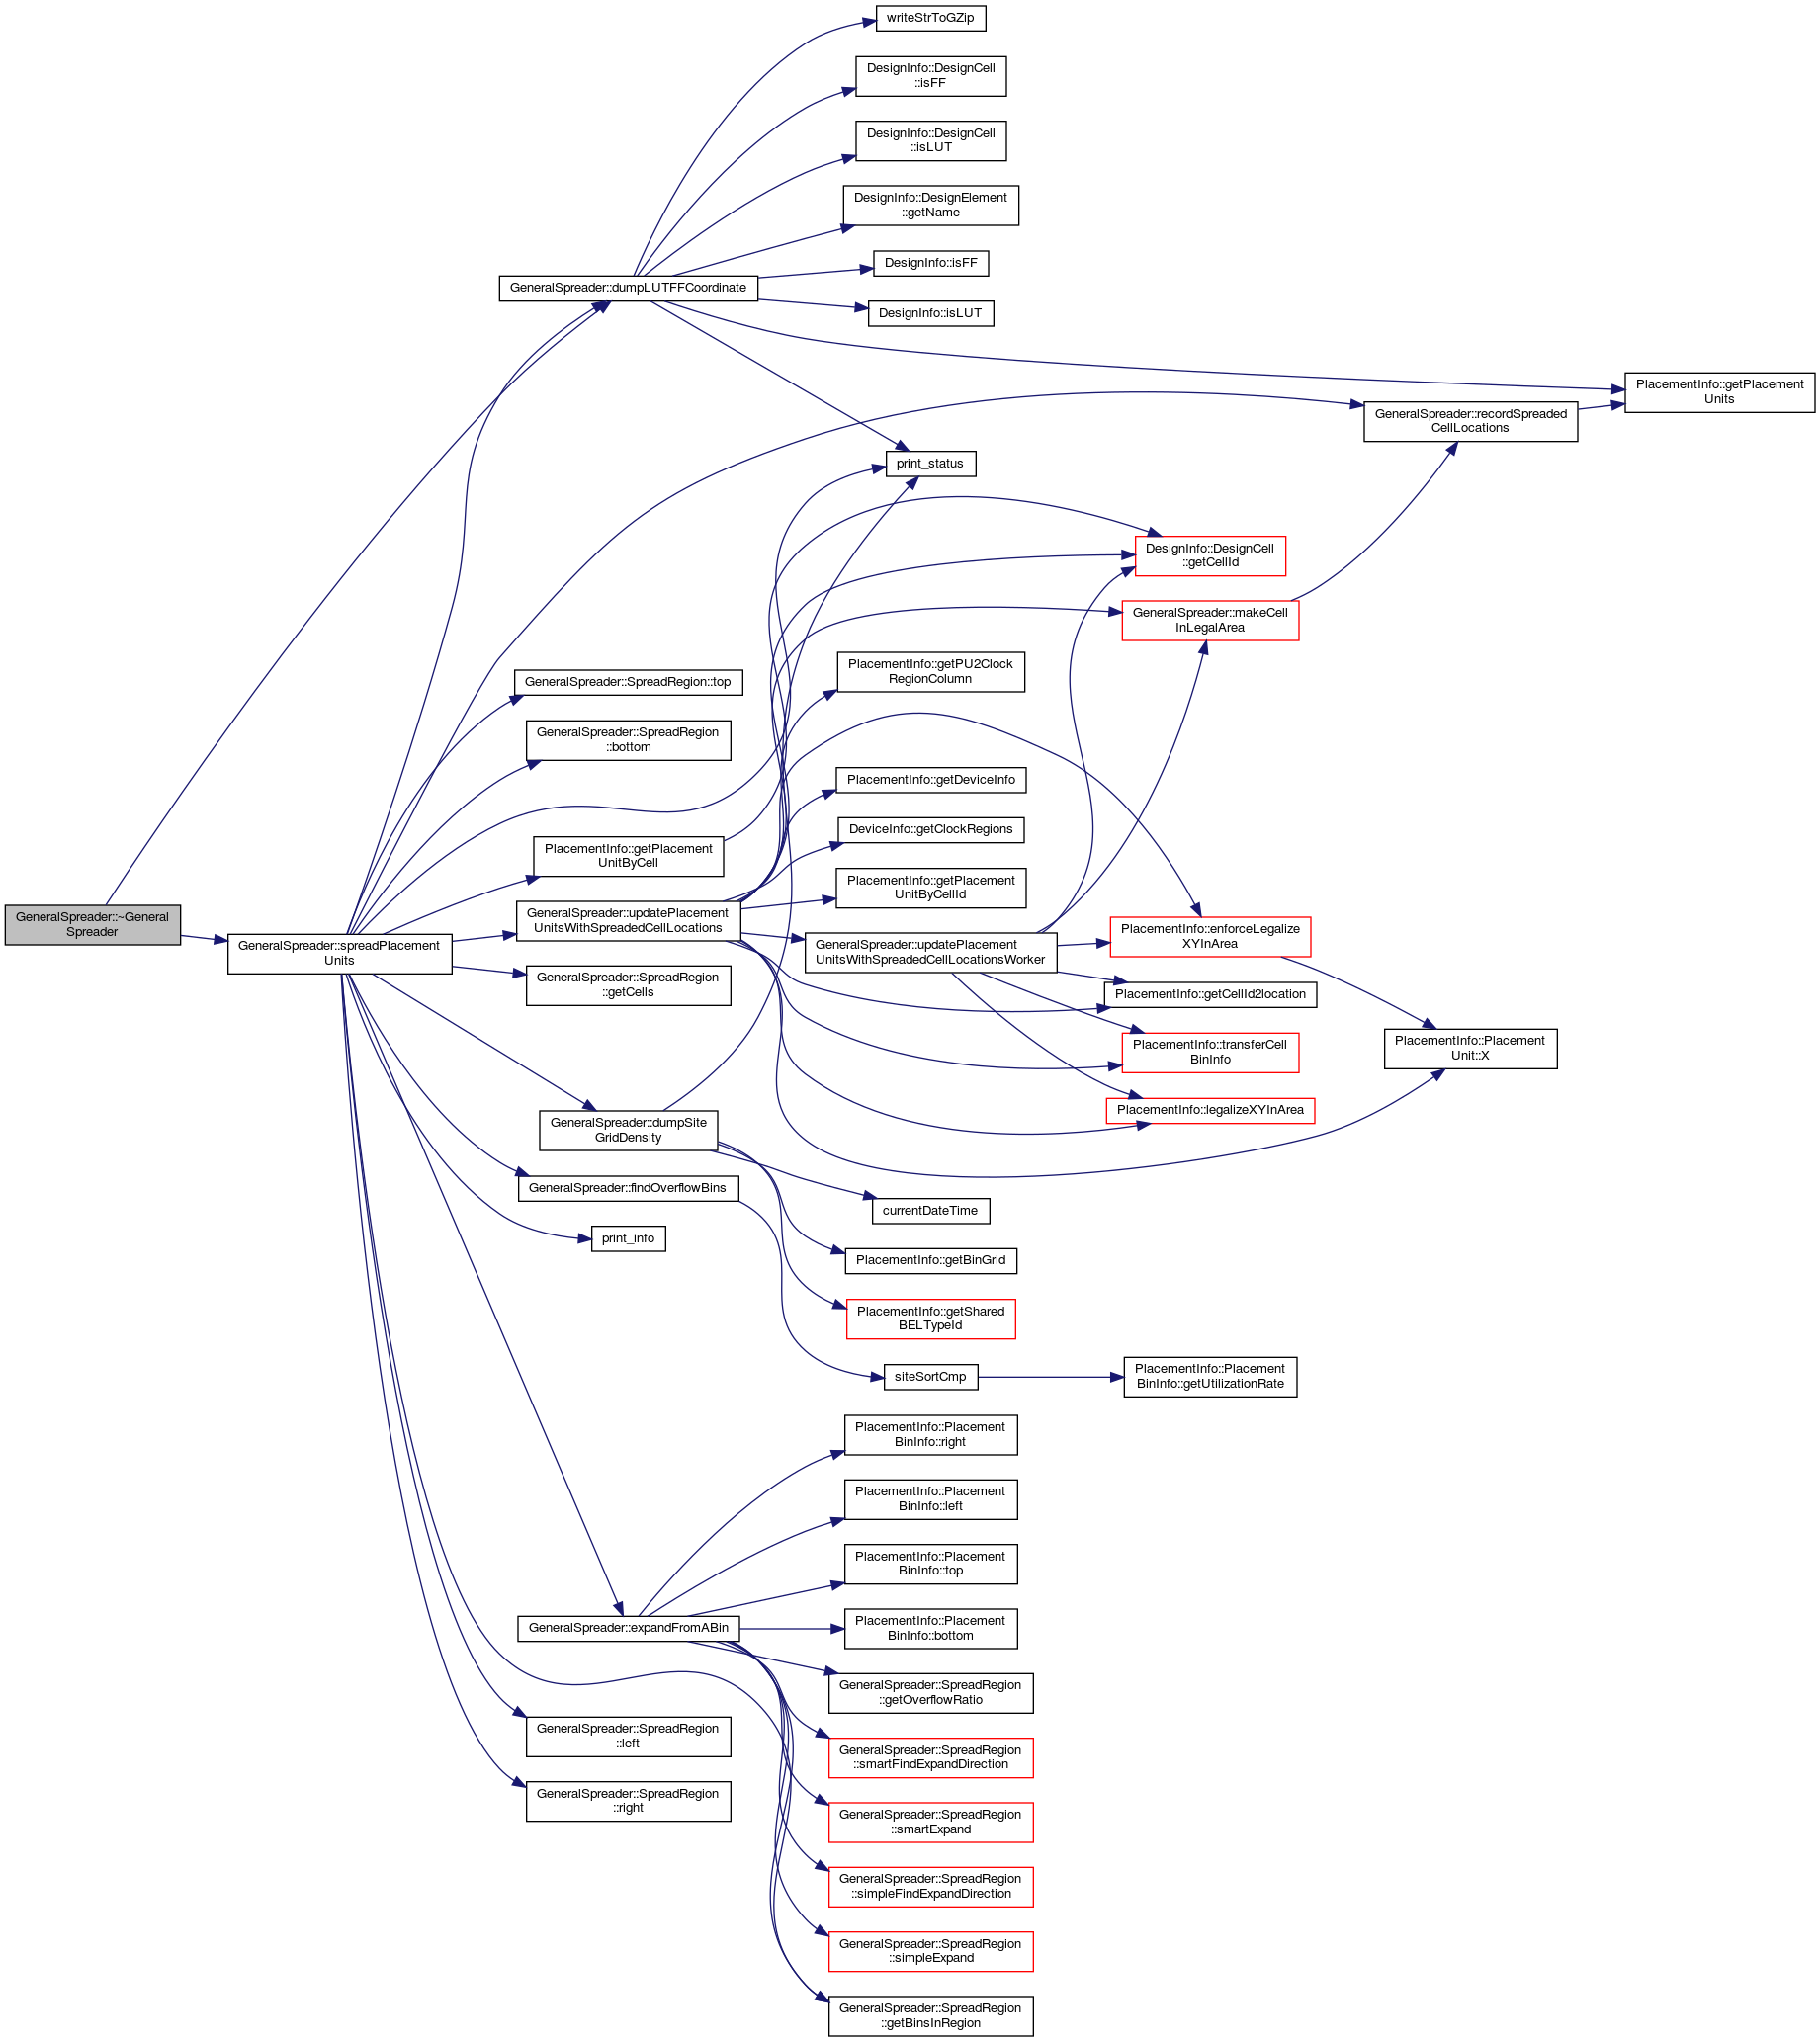 writeStrToGZip
DesignInfo::DesignCell
::isFF
DesignInfo::DesignCell
::isLUT
DesignInfo::DesignElement
::getName
DesignInfo::isFF
GeneralSpreader::dumpLUTFFCoordinate
DesignInfo::isLUT
PlacementInfo::getPlacement
Units
GeneralSpreader::recordSpreaded
CellLocations
print_status
DesignInfo::DesignCell
::getCellId
GeneralSpreader::makeCell
InLegalArea
GeneralSpreader::SpreadRegion::top
PlacementInfo::getPU2Clock
RegionColumn
GeneralSpreader::SpreadRegion
::bottom
PlacementInfo::getDeviceInfo
DeviceInfo::getClockRegions
PlacementInfo::getPlacement
UnitByCell
PlacementInfo::getPlacement
UnitByCellId
GeneralSpreader::~General
Spreader
GeneralSpreader::updatePlacement
UnitsWithSpreadedCellLocations
GeneralSpreader::spreadPlacement
Units
GeneralSpreader::updatePlacement
UnitsWithSpreadedCellLocationsWorker
PlacementInfo::enforceLegalize
XYInArea
GeneralSpreader::SpreadRegion
::getCells
PlacementInfo::getCellId2location
PlacementInfo::transferCell
BinInfo
PlacementInfo::Placement
Unit::X
PlacementInfo::legalizeXYInArea
GeneralSpreader::dumpSite
GridDensity
GeneralSpreader::findOverflowBins
currentDateTime
print_info
PlacementInfo::getBinGrid
PlacementInfo::getShared
BELTypeId
siteSortCmp
PlacementInfo::Placement
BinInfo::getUtilizationRate
PlacementInfo::Placement
BinInfo::right
PlacementInfo::Placement
BinInfo::left
PlacementInfo::Placement
BinInfo::top
GeneralSpreader::expandFromABin
PlacementInfo::Placement
BinInfo::bottom
GeneralSpreader::SpreadRegion
::getOverflowRatio
GeneralSpreader::SpreadRegion
::left
GeneralSpreader::SpreadRegion
::smartFindExpandDirection
GeneralSpreader::SpreadRegion
::right
GeneralSpreader::SpreadRegion
::smartExpand
GeneralSpreader::SpreadRegion
::simpleFindExpandDirection
GeneralSpreader::SpreadRegion
::simpleExpand
GeneralSpreader::SpreadRegion
::getBinsInRegion